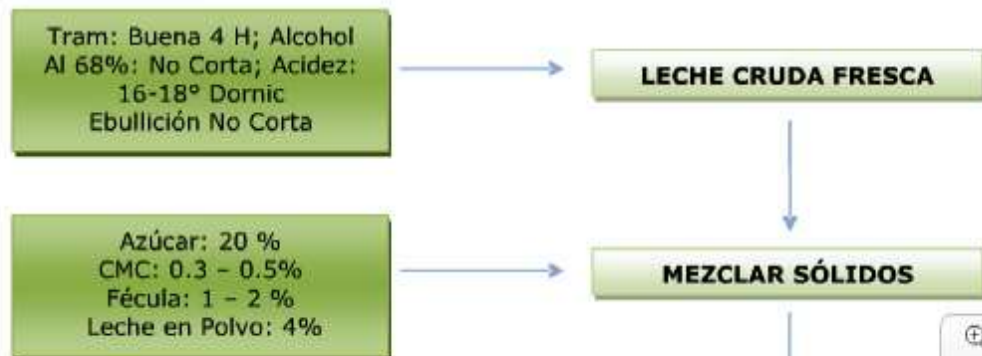 Tram: Buena 4 H; Alcohol
Al 68%: No Corta; Acidez:
16-18° Dornic
Ebullición No Corta
LECHE CRUDA FRESCA
Azúcar: 20 %
CMC: 0.3 – 0.5%
Fécula: 1 – 2 %
Leche en Polvo: 4%
MEZCLAR SÓLIDOS